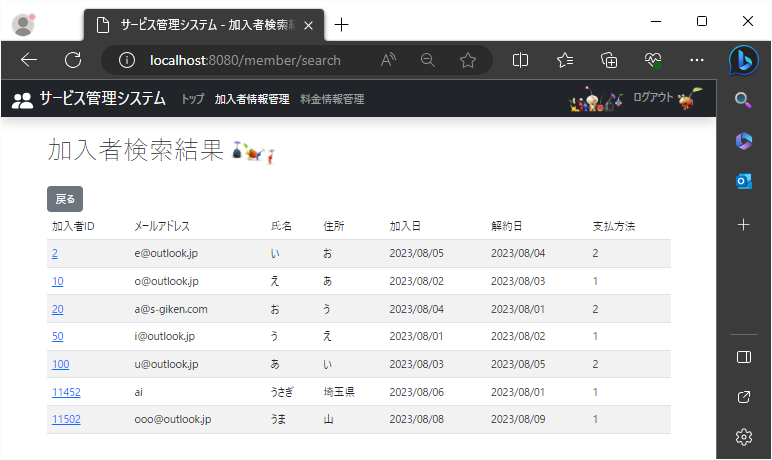 サービス管理システム - 加入者検索結
localhost:8080/member/search
サービス管理システム トップ 加入者情報管理 料金情報管理 ログアウト
加入者検索結果
戻る
加入者ID メールアドレス 氏名 住所 加入日 解約日 支払方法
2 e@outlook.jp い お 2023/08/05 2023/08/04 2
10 o@outlook.jp え あ 2023/08/02 2023/08/03 1
20 a@s-giken.com お う 2023/08/04 2023/08/01 2
50 i@outlook.jp う え 2023/08/01 2023/08/02 1
100 u@outlook.jp あ い 2023/08/03 2023/08/05 2
11452 ai うさぎ 埼玉県 2023/08/06 2023/08/01 1
11502 ooo@outlook.jp うま 山 2023/08/08 2023/08/09 1